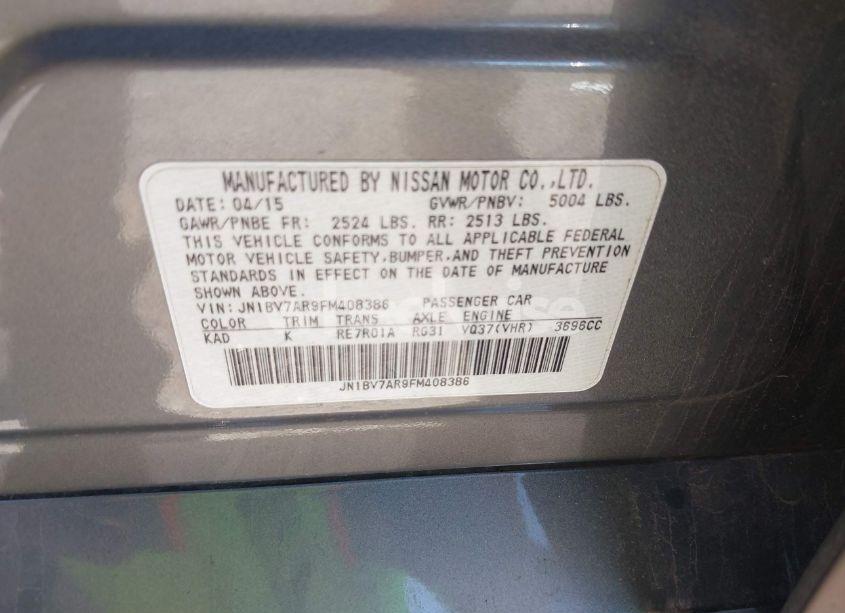 MANUFACTURED BY NISSAN MOTOR CO.,LTD.
DATE: 04/15 GVWR/PNBV: 5004 LBS.
GAWR/PNBE FR: 2524 LBS. RR: 2513 LBS.
THIS VEHICLE CONFORMS TO ALL APPLICABLE FEDERAL
MOTOR VEHICLE SAFETY,BUMPER,AND THEFT PREVENTION
STANDARDS IN EFFECT ON THE DATE OF MANUFACTURE
SHOWN ABOVE.
VIN: JN1BV7AR9FM408386 PASSENGER CAR
COLOR TRIM TRANS AXLE ENGINE
KAD K RE7R01A RG31 VQ37(VHR) 3696CC
JN1BV7AR9FM408386